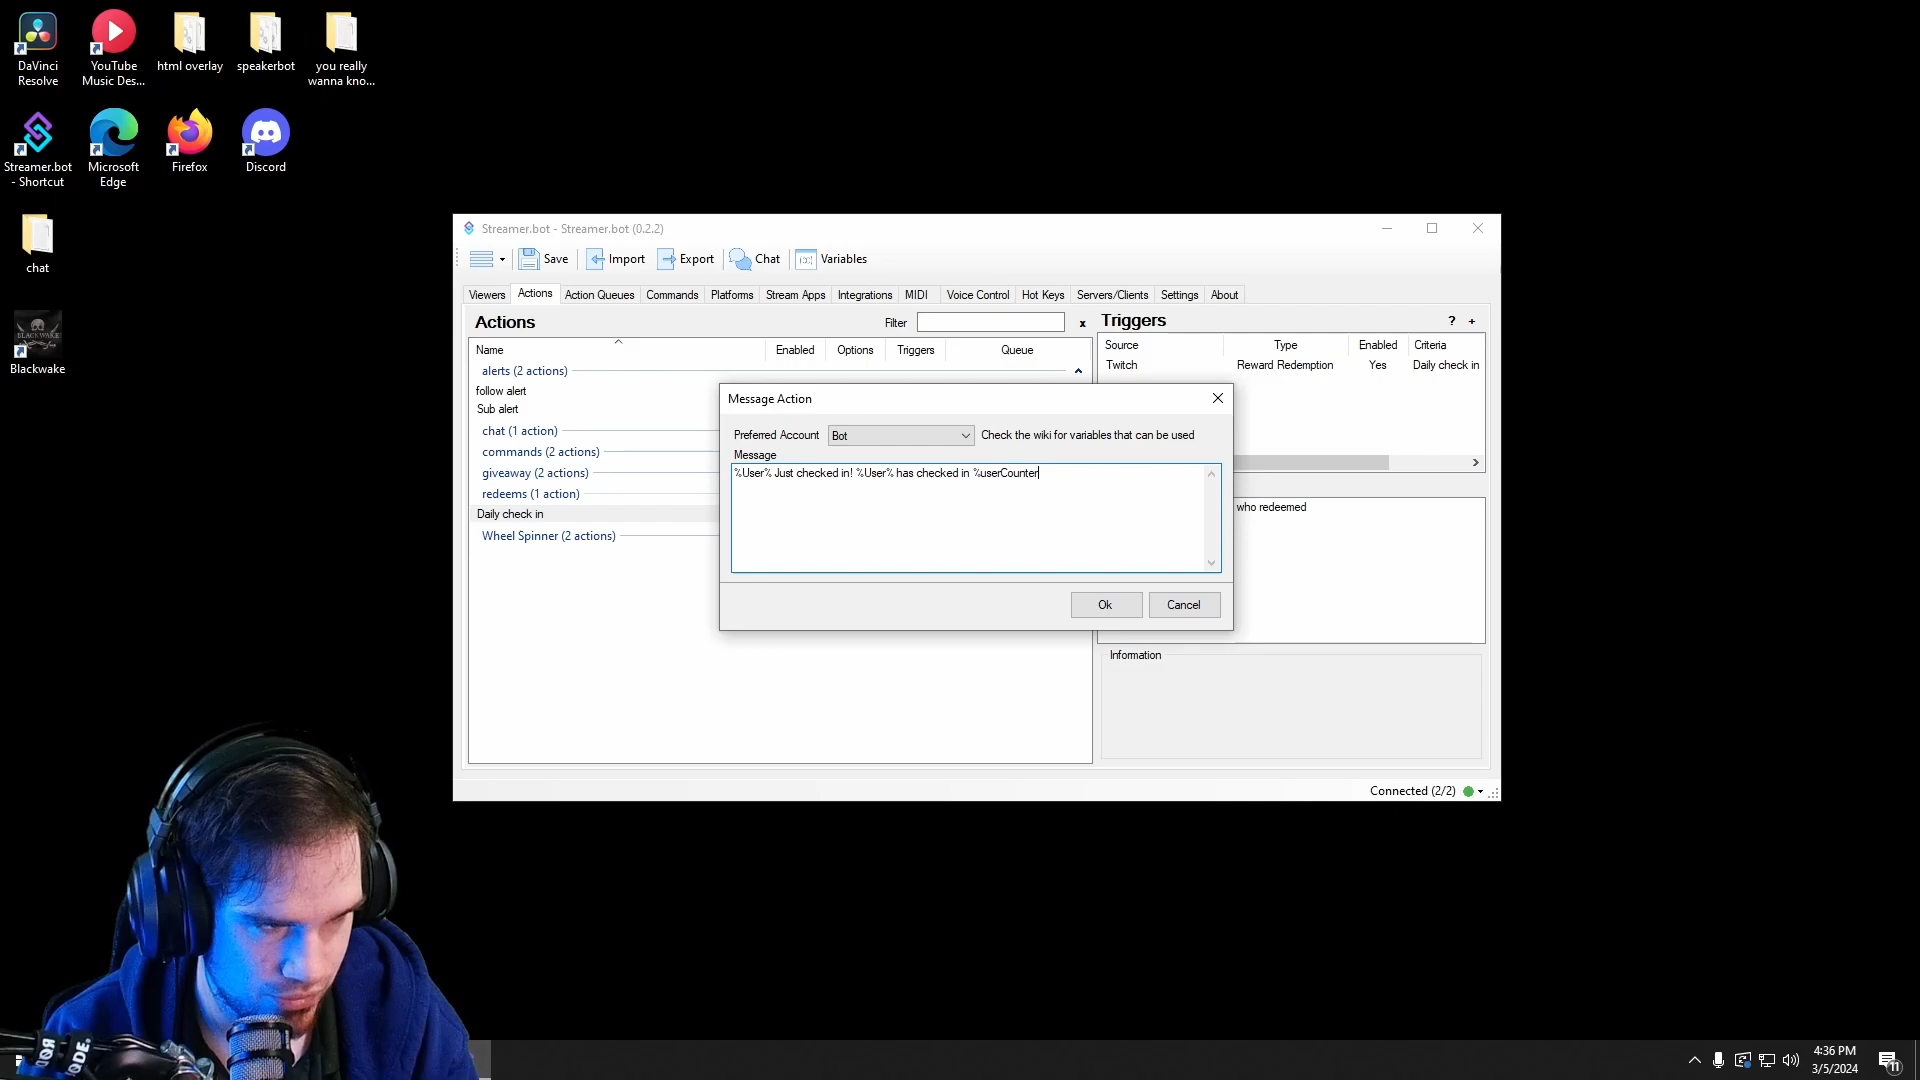 DaVinci
Resolve
YouTube
Music Des...
html overlay
speakerbot
you really
wanna kno...
Streamer.bot
- Shortcut
Microsoft
Edge
Firefox
Discord
chat
Blackwake
BLACKWAKE
Streamer.bot - Streamer.bot (0.2.2)
Save
Import
Export
Chat
Variables
Viewers
Actions
Action Queues
Commands
Platforms
Stream Apps
Integrations
MIDI
Voice Control
Hot Keys
Servers/Clients
Settings
About
Actions
Filter
x
Triggers
? +
Name
Enabled
Options
Triggers
Queue
Source
Type
Enabled
Criteria
Twitch
Reward Redemption
Yes
Daily check in
alerts (2 actions)
follow alert
Sub alert
chat (1 action)
commands (2 actions)
giveaway (2 actions)
redeems (1 action)
Daily check in
Wheel Spinner (2 actions)
Message Action
Preferred Account
Bot
Check the wiki for variables that can be used
Message
%User% Just checked in! %User% has checked in %userCounter
Ok
Cancel
who redeemed
Information
Connected (2/2)
4:36 PM
3/5/2024
11